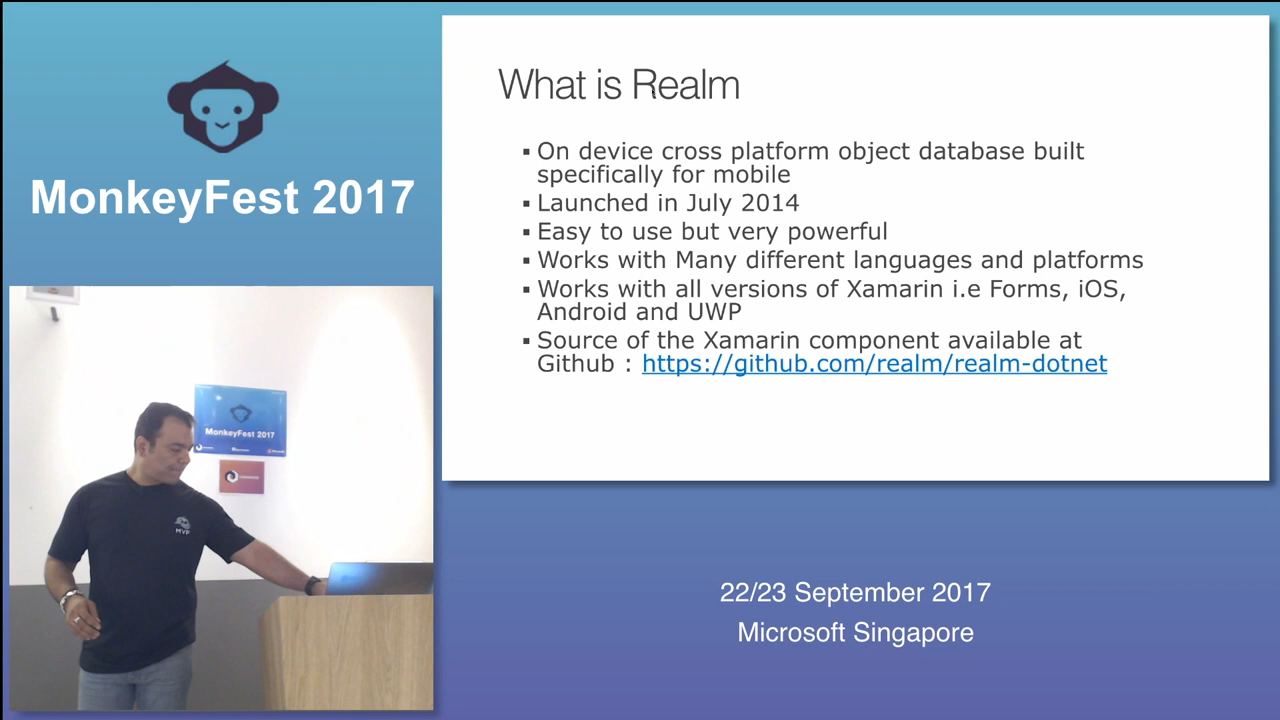 MonkeyFest 2017
What is Realm
▪ On device cross platform object database built
specifically for mobile
▪ Launched in July 2014
▪ Easy to use but very powerful
▪ Works with Many different languages and platforms
▪ Works with all versions of Xamarin i.e Forms, iOS,
Android and UWP
▪ Source of the Xamarin component available at
Github : https://github.com/realm/realm-dotnet
MonkeyFest 2017
MVP
22/23 September 2017
Microsoft Singapore